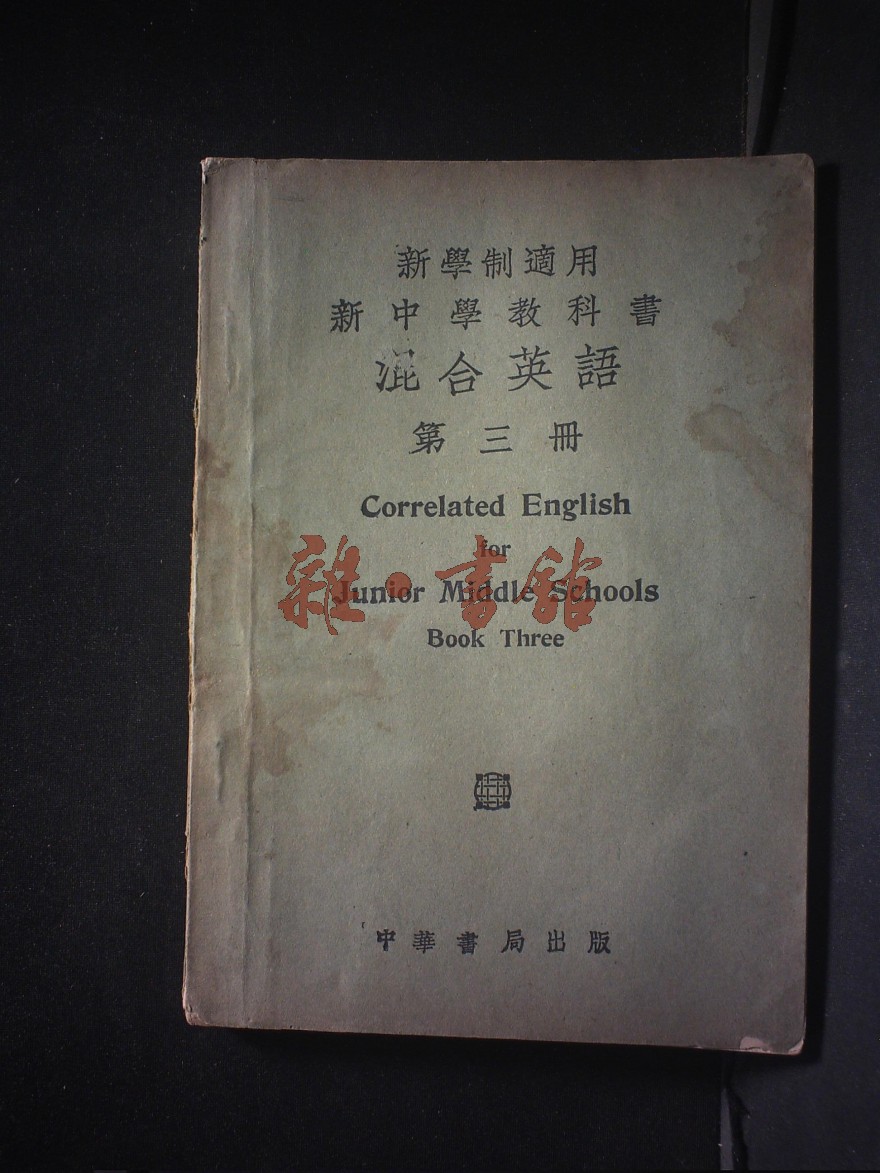 新學制適用
新中學教科書
混合英語
第三冊
Correlated English
for
Junior Middle Schools
Book Three
雜·書館
中華書局出版